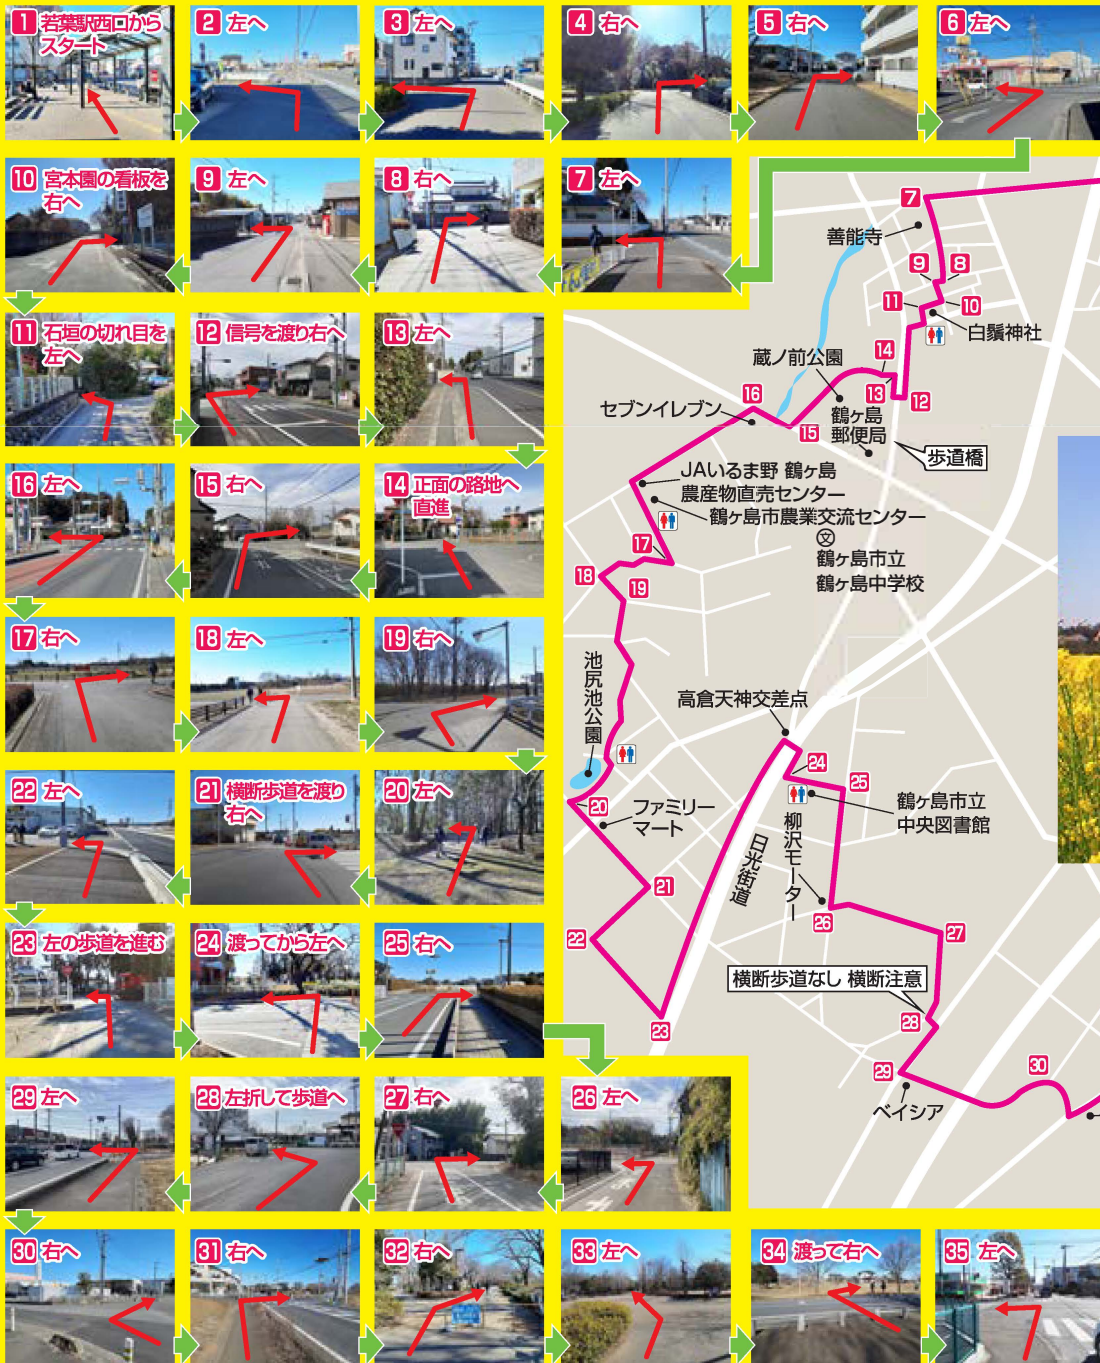 1 若葉駅西口から
スタート
2 左へ
3 左へ
4 右へ
5 右へ
6 左へ
7 左へ
8 右へ
9 左へ
10 宮本園の看板を
右へ
11 石垣の切れ目を
左へ
12 信号を渡り右へ
13 左へ
14 正面の路地へ
直進
15 右へ
16 左へ
17 右へ
18 左へ
19 右へ
20 左へ
21 横断歩道を渡り
右へ
22 左へ
23 左の歩道を進む
24 渡ってから左へ
25 右へ
26 左へ
27 右へ
28 左折して歩道へ
29 左へ
30 右へ
31 右へ
32 右へ
33 左へ
34 渡って右へ
35 左へ
7
善能寺
9
8
11
10
白鬚神社
蔵ノ前公園
14
13
12
16
セブンイレブン
15
鶴ヶ島
郵便局
歩道橋
JAいるま野 鶴ヶ島
農産物直売センター
鶴ヶ島市農業交流センター
文
鶴ヶ島市立
鶴ヶ島中学校
17
18
19
池尻池公園
高倉天神交差点
24
25
20
ファミリー
マート
鶴ヶ島市立
中央図書館
柳沢モーター
日光街道
21
26
22
27
横断歩道なし 横断注意
23
28
29
30
ベイシア